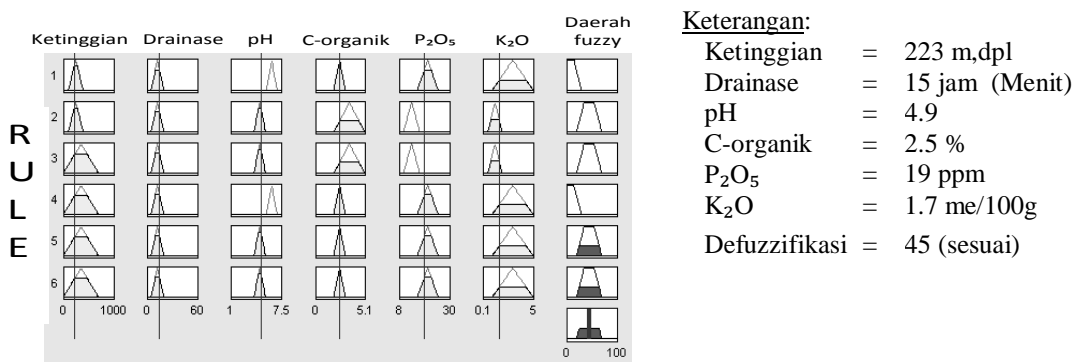 Ketinggian Drainase pH C-organik P₂O₅ K₂O Daerah fuzzy
RULE
1
2
3
4
5
6
0 1000 0 60 1 7.5 0 5.1 8 30 0.1 5
0 100
Keterangan:
Ketinggian = 223 m,dpl
Drainase = 15 jam (Menit)
pH = 4.9
C-organik = 2.5 %
P₂O₅ = 19 ppm
K₂O = 1.7 me/100g
Defuzzifikasi = 45 (sesuai)